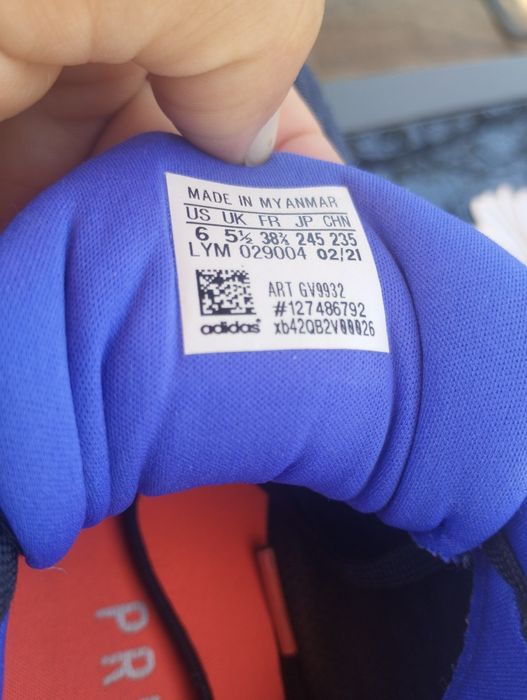 MADE IN MYANMAR
US UK FR JP CHN
6 5½ 38⅔ 245 235
LYM 029004 02/21
ART GV9932
#127486792
adidas xb42QB2V00026
PR